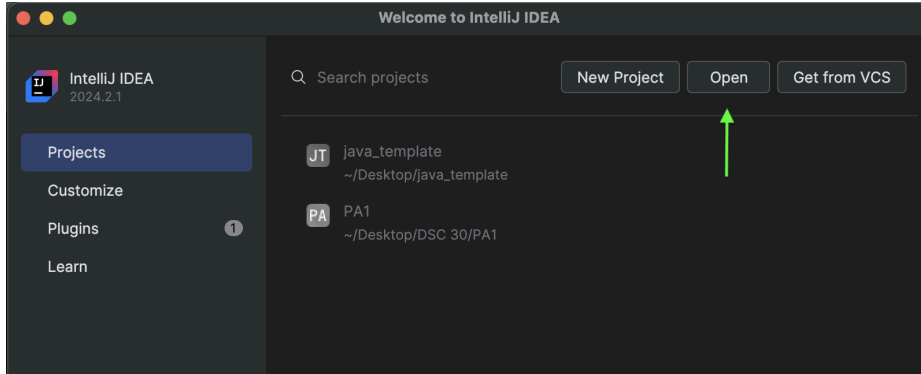 Welcome to IntelliJ IDEA
IJ
IntelliJ IDEA
2024.2.1
Search projects
New Project
Open
Get from VCS
Projects
Customize
Plugins
1
Learn
JT
java_template
~/Desktop/java_template
PA
PA1
~/Desktop/DSC 30/PA1